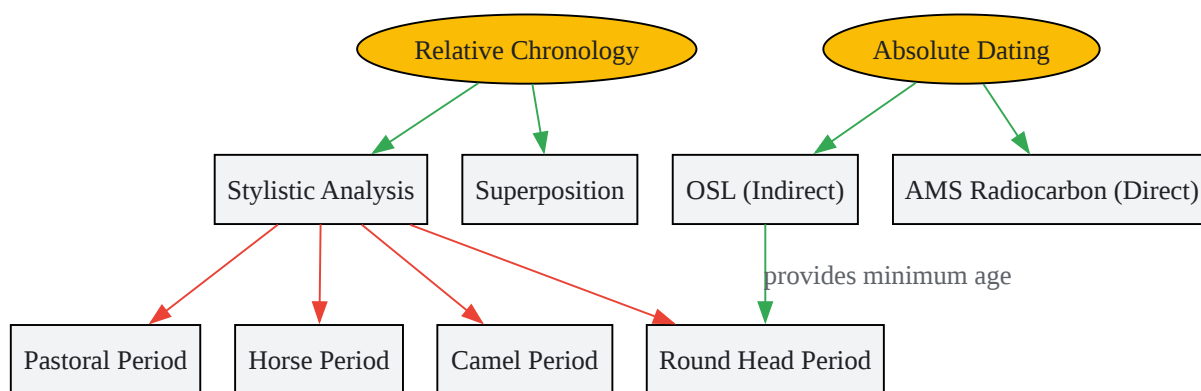 Relative Chronology
Absolute Dating
Stylistic Analysis
Superposition
OSL (Indirect)
AMS Radiocarbon (Direct)
provides minimum age
Pastoral Period
Horse Period
Camel Period
Round Head Period